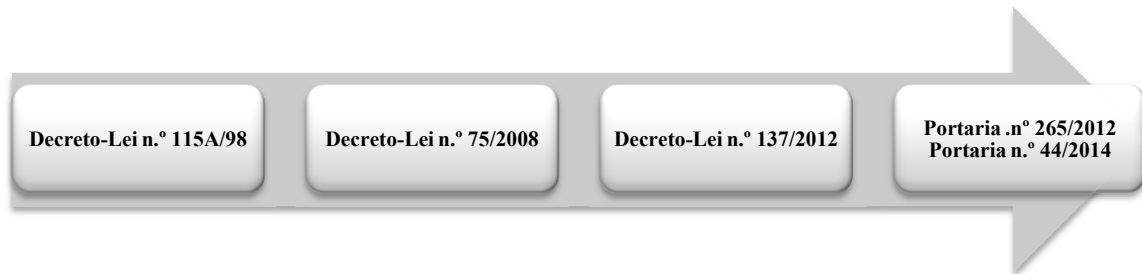 Decreto-Lei n.º 115A/98
Decreto-Lei n.º 75/2008
Decreto-Lei n.º 137/2012
Portaria .nº 265/2012
Portaria n.º 44/2014